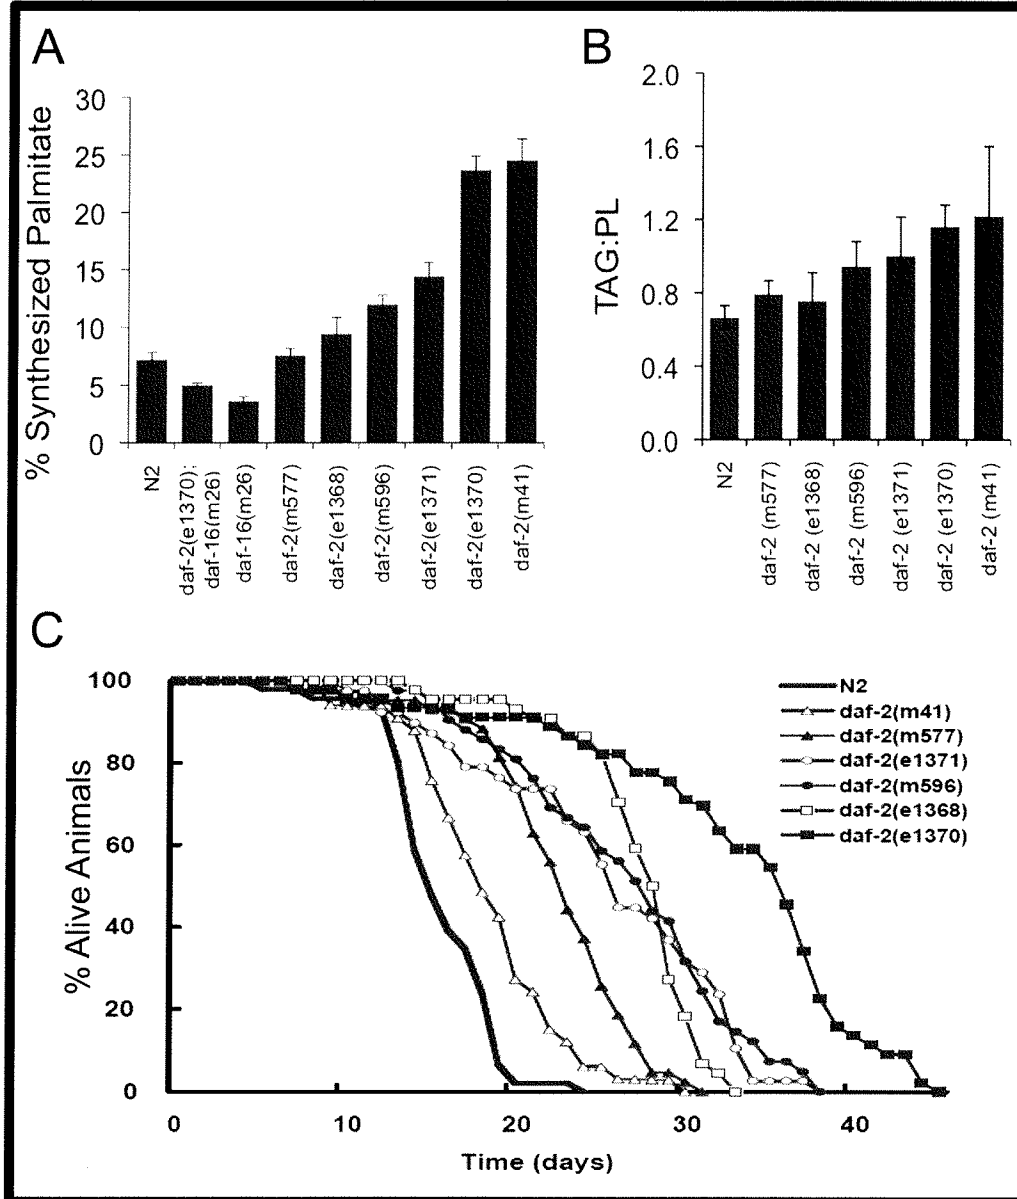 A
% Synthesized Palmitate
30
25
20
15
10
5
0
N2
daf-2(e1370);
daf-16(m26)
daf-16(m26)
daf-2(m577)
daf-2(e1368)
daf-2(m596)
daf-2(e1371)
daf-2(e1370)
daf-2(m41)
B
TAG:PL
2.0
1.6
1.2
0.8
0.4
0.0
N2
daf-2 (m577)
daf-2 (e1368)
daf-2 (m596)
daf-2 (e1371)
daf-2 (e1370)
daf-2 (m41)
C
% Alive Animals
100
80
60
40
20
0
N2
daf-2(m41)
daf-2(m577)
daf-2(e1371)
daf-2(m596)
daf-2(e1368)
daf-2(e1370)
0 10 20 30 40
Time (days)